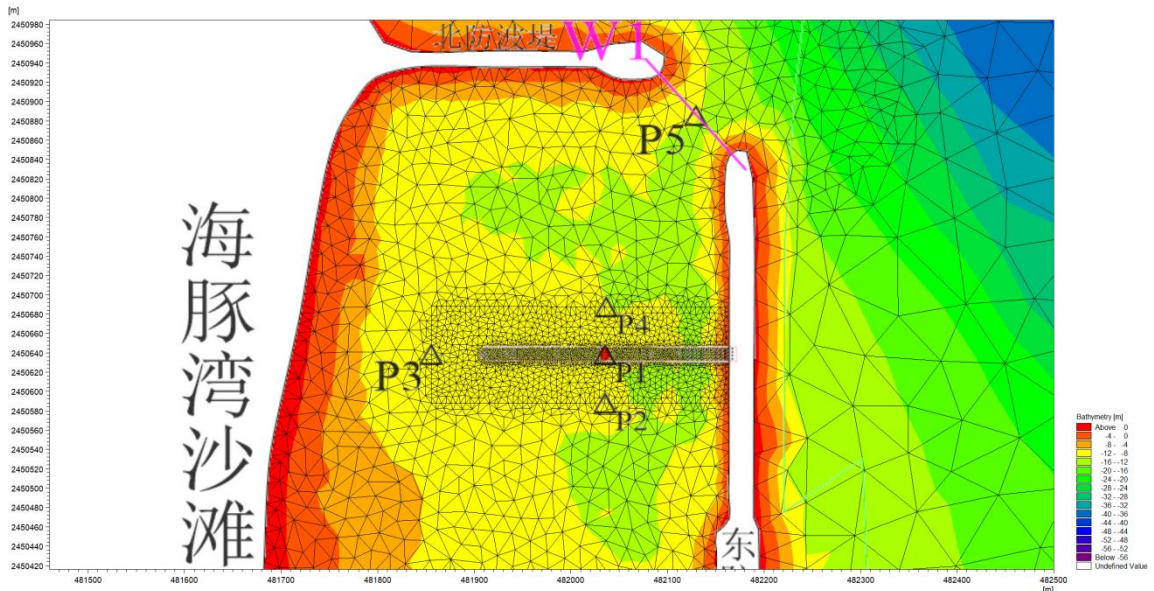 [m]
2450980
2450960
2450940
2450920
2450900
2450880
2450860
2450840
2450820
2450800
2450780
2450760
2450740
2450720
2450700
2450680
2450660
2450640
2450620
2450600
2450580
2450560
2450540
2450520
2450500
2450480
2450460
2450440
2450420
北防波堤
W1
P5
海豚湾沙滩
P4
P3
P1
P2
东
481500
481600
481700
481800
481900
482000
482100
482200
482300
482400
482500
[m]
Bathymetry [m]
Above 0
-4 - 0
-8 - -4
-12 - -8
-16 - -12
-20 - -16
-24 - -20
-28 - -24
-32 - -28
-36 - -32
-40 - -36
-44 - -40
-48 - -44
-52 - -48
-56 - -52
Below -56
Undefined Value